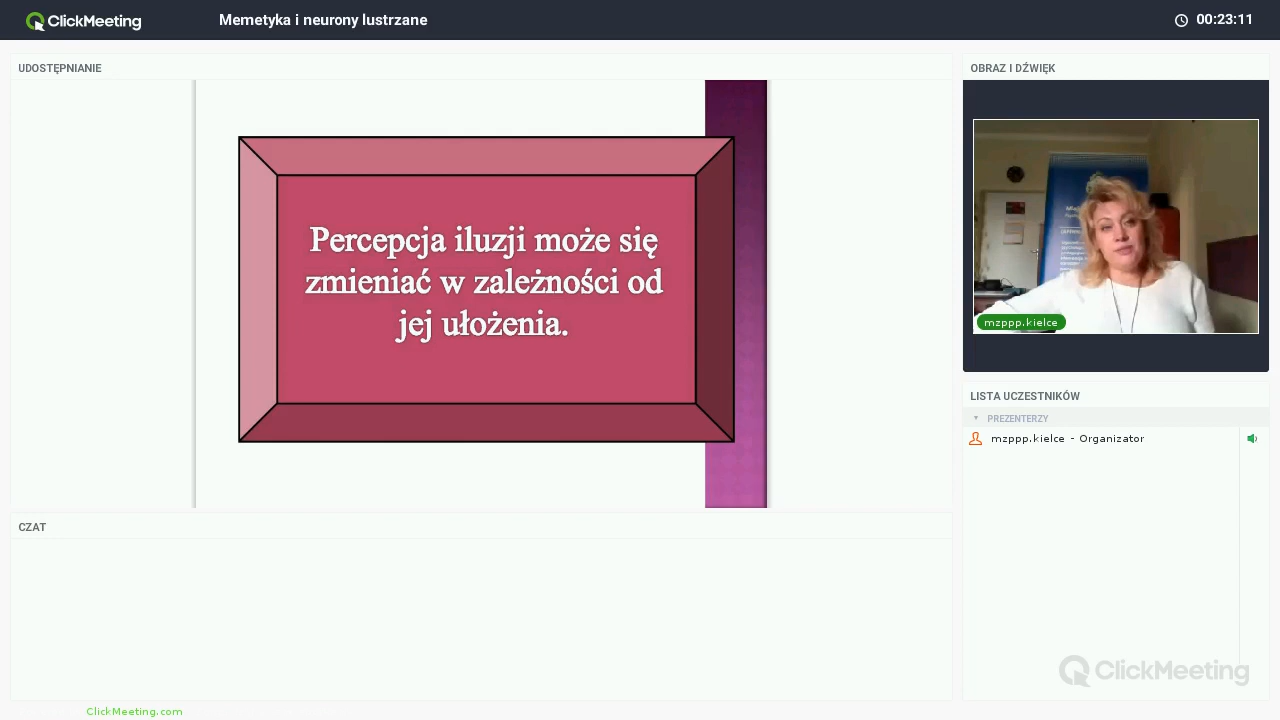 ClickMeeting
Memetyka i neurony lustrzane
00:23:11
UDOSTĘPNIANIE
OBRAZ I DŹWIĘK
Percepcja iluzji może się
zmieniać w zależności od
jej ułożenia.
mzppp.kielce
LISTA UCZESTNIKÓW
PREZENTERZY
mzppp.kielce - Organizator
CZAT
ClickMeeting
ClickMeeting.com